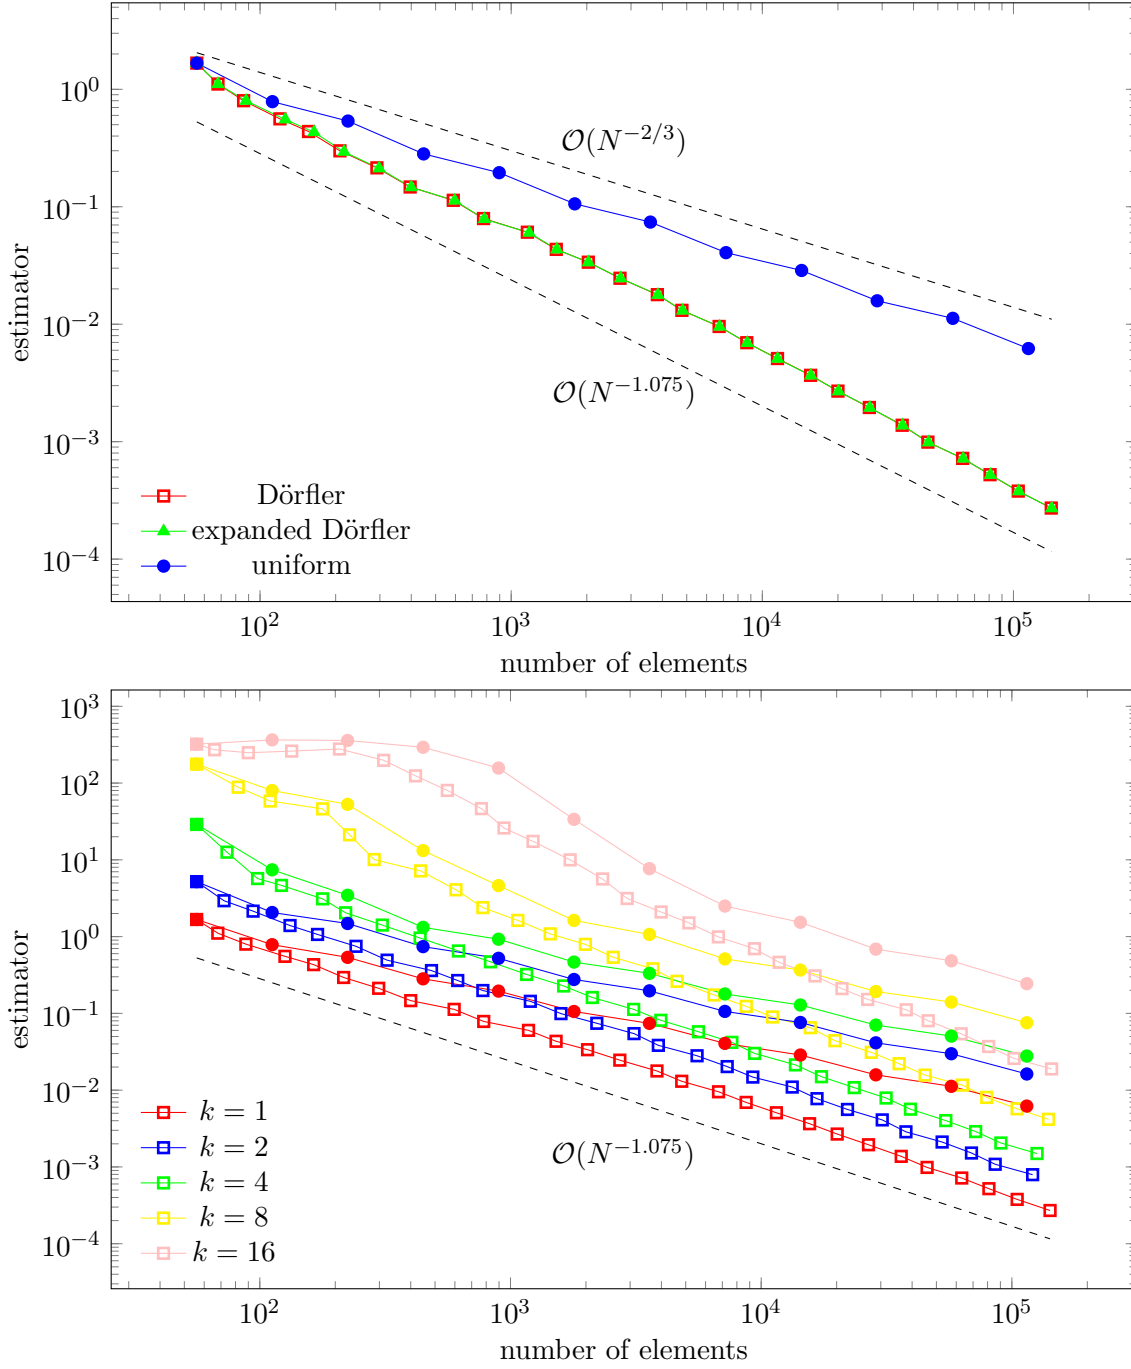 10^0
10^{-1}
10^{-2}
10^{-3}
10^{-4}
estimator
𝒪(N^{-2/3})
𝒪(N^{-1.075})
Dörfler
expanded Dörfler
uniform
10^2
10^3
10^4
10^5
number of elements
10^3
10^2
10^1
10^0
10^{-1}
10^{-2}
10^{-3}
10^{-4}
estimator
𝒪(N^{-1.075})
k = 1
k = 2
k = 4
k = 8
k = 16
10^2
10^3
10^4
10^5
number of elements